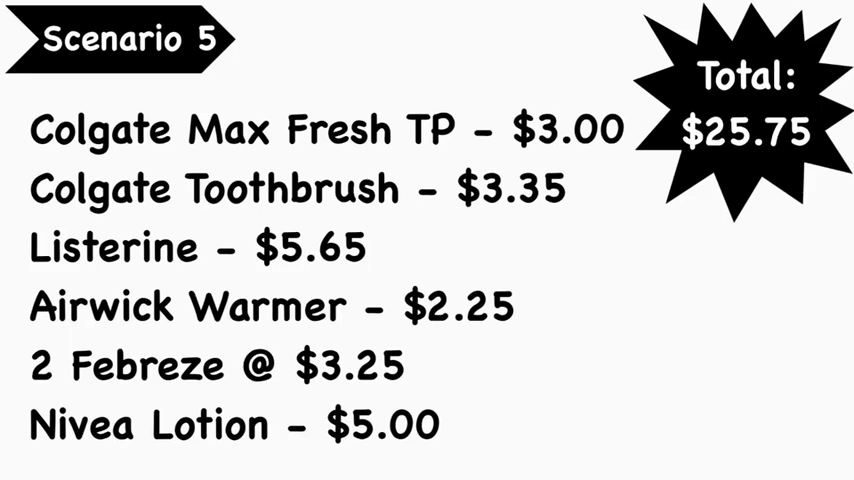 Scenario 5
Total:
$25.75
Colgate Max Fresh TP - $3.00
Colgate Toothbrush - $3.35
Listerine - $5.65
Airwick Warmer - $2.25
2 Febreze @ $3.25
Nivea Lotion - $5.00